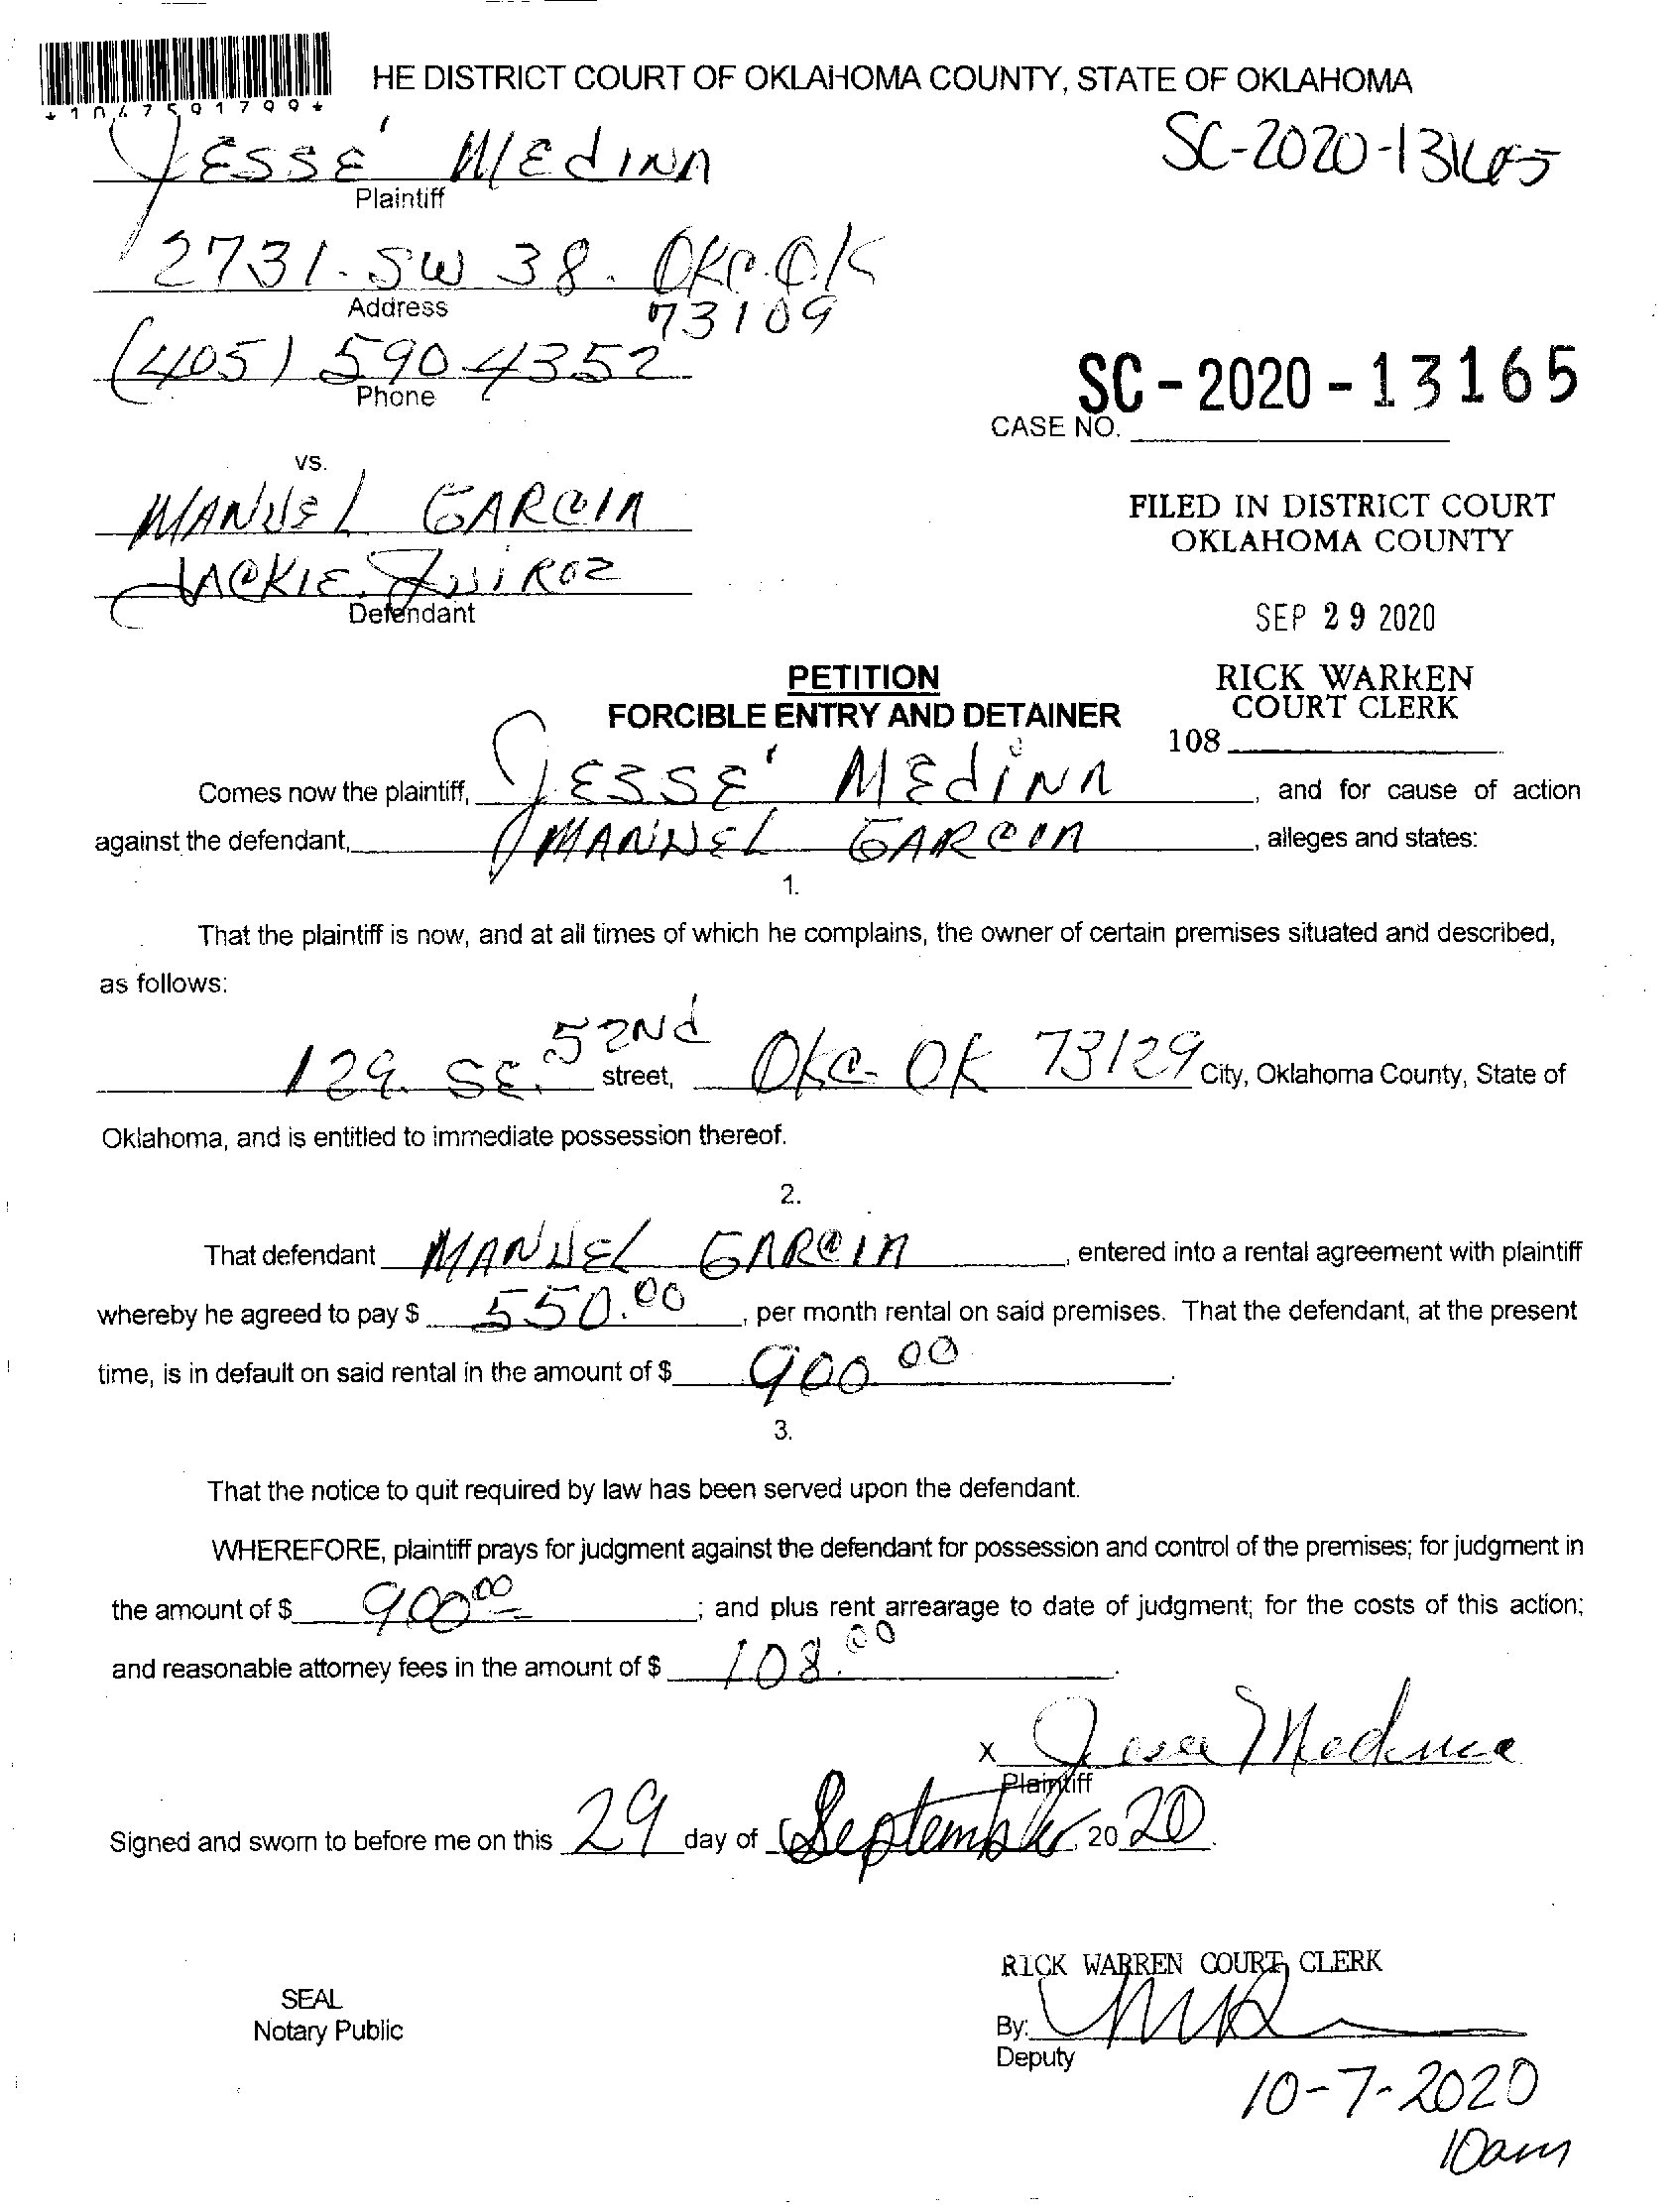 HE DISTRICT COURT OF OKLAHOMA COUNTY, STATE OF OKLAHOMA
*1047591799*
JESSE' MEdINA
SC-2020-13165
Plaintiff
2731. SW 38. OKC. OK
Address
73109
(405) 590-4352
Phone
SC-2020-13165
CASE NO.
vs.
MANUEL GARCIA
FILED IN DISTRICT COURT
OKLAHOMA COUNTY
JACKIE QUIROZ
Defendant
SEP 29 2020
PETITION
FORCIBLE ENTRY AND DETAINER
RICK WARREN
COURT CLERK
108
Comes now the plaintiff, JESSE' MEdiNA, and for cause of action
against the defendant, MANUEL GARCIA, alleges and states:
1.
That the plaintiff is now, and at all times of which he complains, the owner of certain premises situated and described,
as follows:
129. SE. 52Nd street, OKC- OK 73129 City, Oklahoma County, State of
Oklahoma, and is entitled to immediate possession thereof.
2.
That defendant MANUEL GARCIA, entered into a rental agreement with plaintiff
whereby he agreed to pay $ 550.00, per month rental on said premises. That the defendant, at the present
time, is in default on said rental in the amount of $ 900 00.
3.
That the notice to quit required by law has been served upon the defendant.
WHEREFORE, plaintiff prays for judgment against the defendant for possession and control of the premises; for judgment in
the amount of $ 900 00; and plus rent arrearage to date of judgment; for the costs of this action;
and reasonable attorney fees in the amount of $ 108.00.
x Jesse Medina
Plaintiff
Signed and sworn to before me on this 29 day of September, 2020.
RICK WARREN COURT CLERK
SEAL
Notary Public
By:
Deputy
10-7-2020
10am